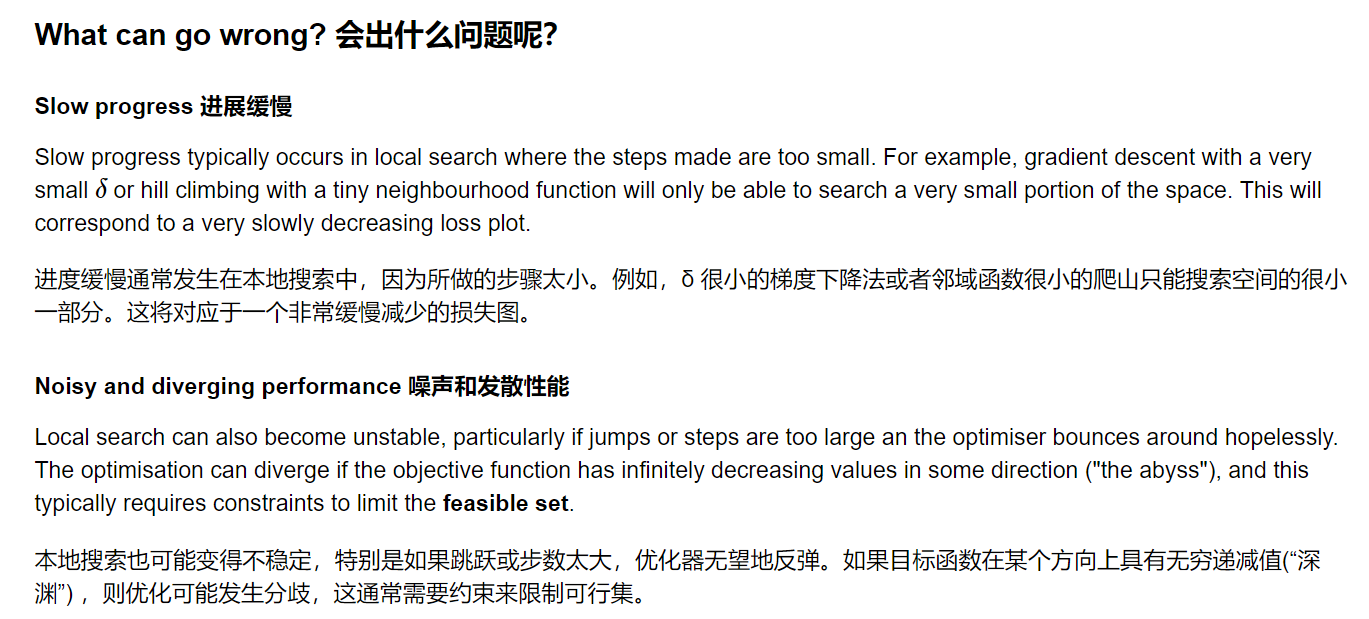 What can go wrong? 会出什么问题呢?
Slow progress 进展缓慢
Slow progress typically occurs in local search where the steps made are too small. For example, gradient descent with a very
small δ or hill climbing with a tiny neighbourhood function will only be able to search a very small portion of the space. This will
correspond to a very slowly decreasing loss plot.
进度缓慢通常发生在本地搜索中，因为所做的步骤太小。例如，δ 很小的梯度下降法或者邻域函数很小的爬山只能搜索空间的很小
一部分。这将对应于一个非常缓慢减少的损失图。
Noisy and diverging performance 噪声和发散性能
Local search can also become unstable, particularly if jumps or steps are too large an the optimiser bounces around hopelessly.
The optimisation can diverge if the objective function has infinitely decreasing values in some direction ("the abyss"), and this
typically requires constraints to limit the feasible set.
本地搜索也可能变得不稳定，特别是如果跳跃或步数太大，优化器无望地反弹。如果目标函数在某个方向上具有无穷递减值(“深
渊”) ，则优化可能发生分歧，这通常需要约束来限制可行集。